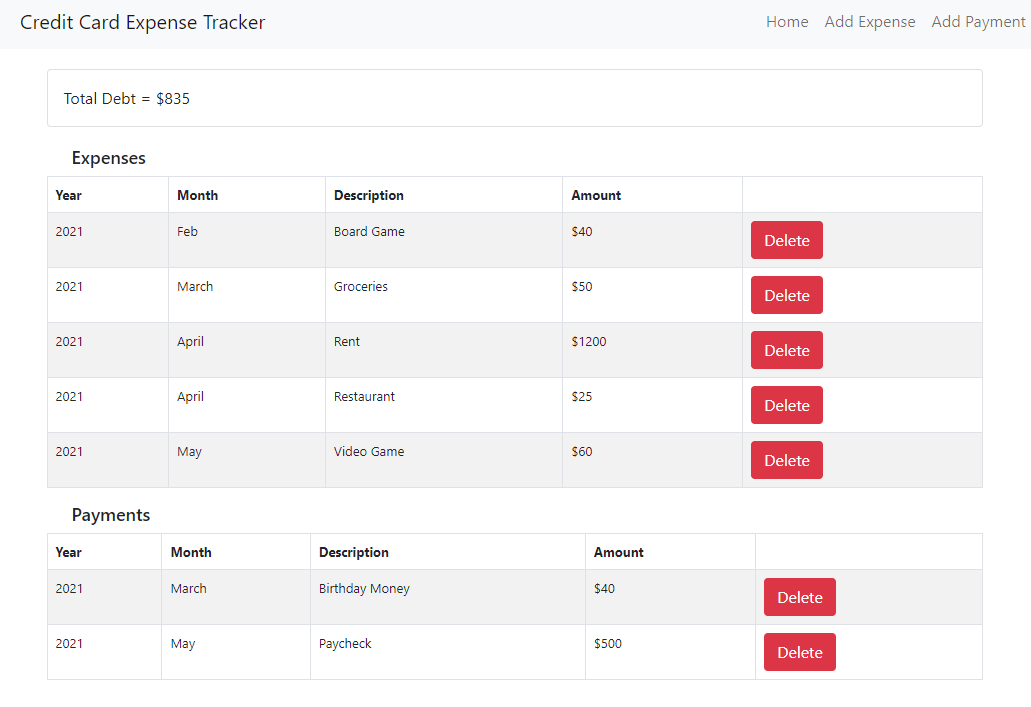 Credit Card Expense Tracker Home Add Expense Add Payment
Total Debt = $835
Expenses
Year Month Description Amount
2021 Feb Board Game $40 Delete
2021 March Groceries $50 Delete
2021 April Rent $1200 Delete
2021 April Restaurant $25 Delete
2021 May Video Game $60 Delete
Payments
Year Month Description Amount
2021 March Birthday Money $40 Delete
2021 May Paycheck $500 Delete